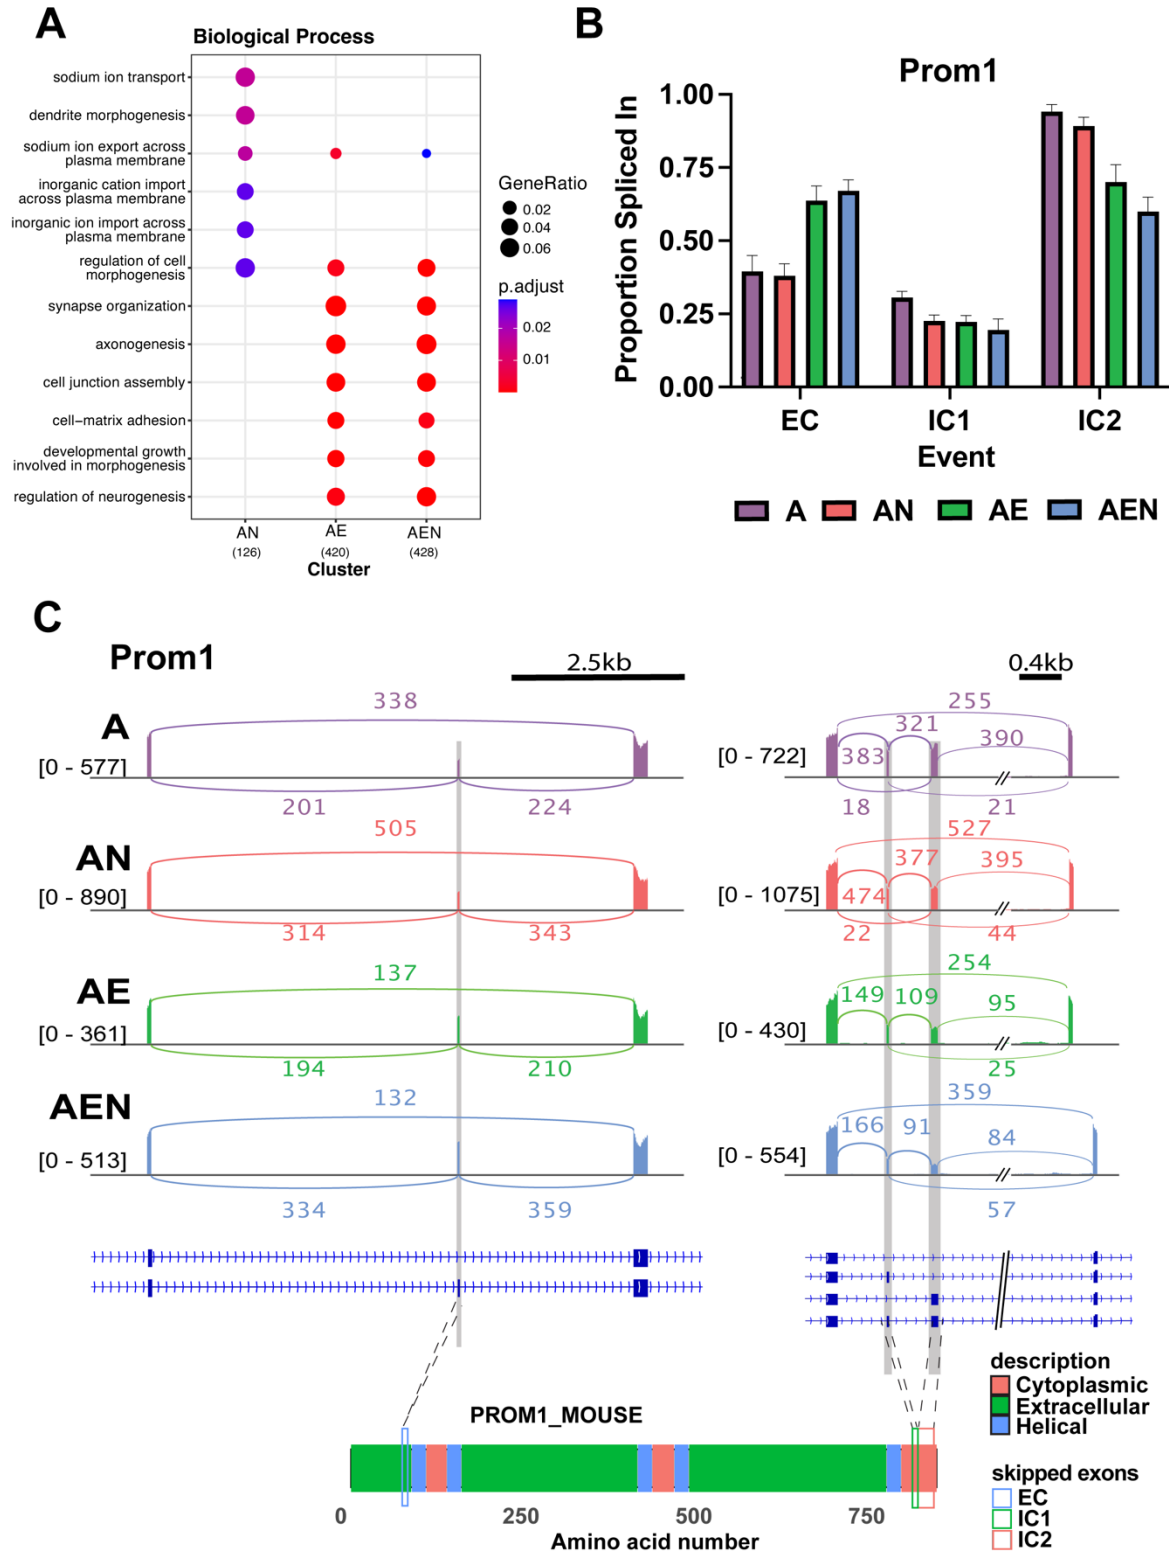 A
Biological Process
sodium ion transport
dendrite morphogenesis
sodium ion export across
plasma membrane
inorganic cation import
across plasma membrane
inorganic ion import across
plasma membrane
regulation of cell
morphogenesis
synapse organization
axonogenesis
cell junction assembly
cell−matrix adhesion
developmental growth
involved in morphogenesis
regulation of neurogenesis
AN
(126)
AE
(420)
AEN
(428)
Cluster
GeneRatio
0.02
0.04
0.06
p.adjust
0.02
0.01
B
Prom1
Proportion Spliced In
1.00
0.75
0.50
0.25
0.00
EC
IC1
IC2
Event
A
AN
AE
AEN
C
Prom1
2.5kb
0.4kb
A
[0 - 577]
338
201
224
[0 - 722]
255
321
383
390
18
21
AN
[0 - 890]
505
314
343
[0 - 1075]
527
377
395
474
22
44
AE
[0 - 361]
137
194
210
[0 - 430]
254
149
109
95
25
AEN
[0 - 513]
132
334
359
[0 - 554]
359
166
91
84
57
PROM1_MOUSE
0
250
500
750
Amino acid number
description
Cytoplasmic
Extracellular
Helical
skipped exons
EC
IC1
IC2